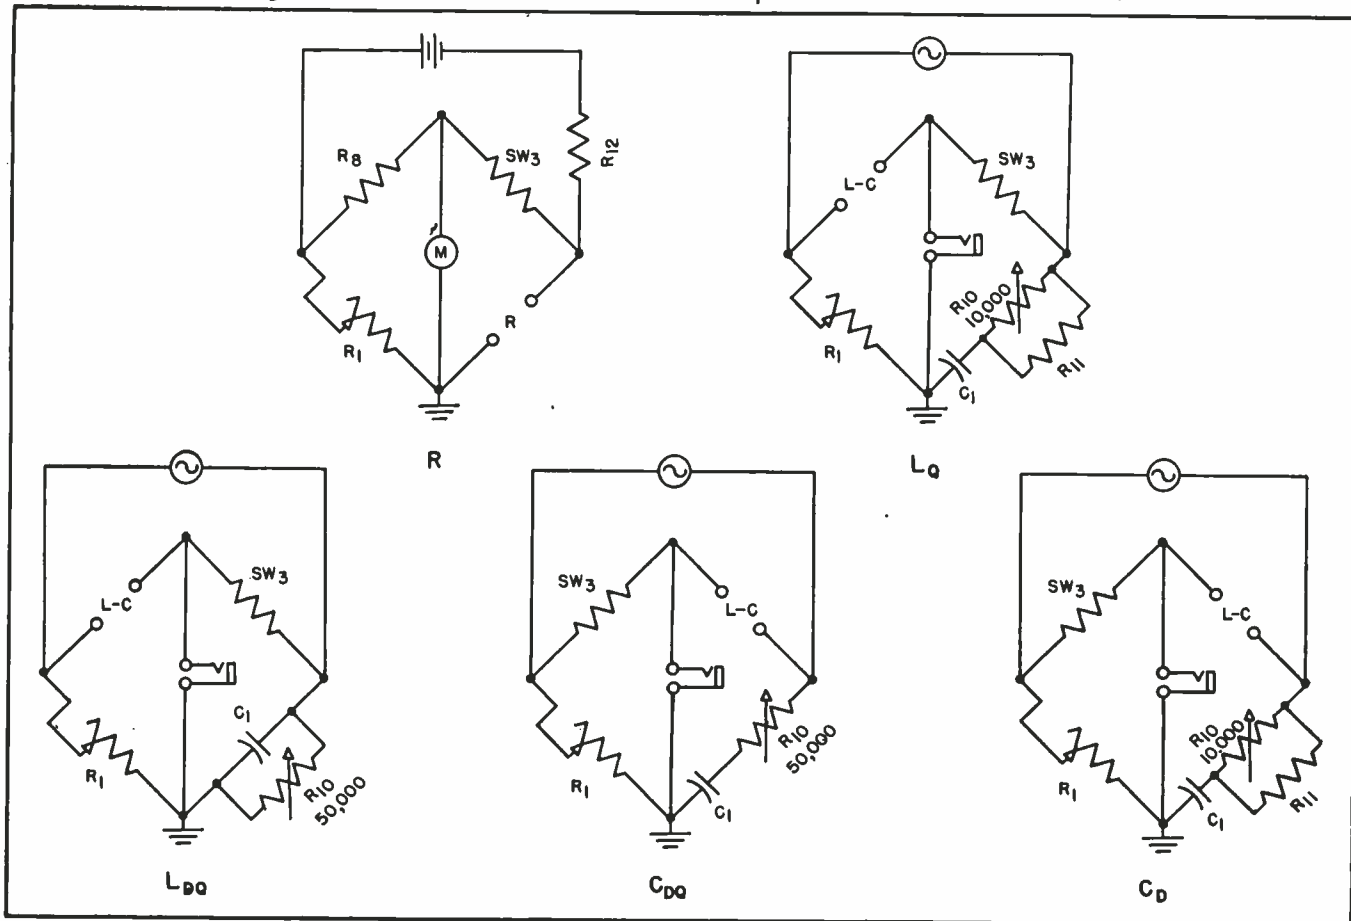 R8
SW3
R12
M
R
R1
R
L-C
SW3
R10
10,000
R11
R1
C1
LQ
L-C
SW3
C1
R10
50,000
R1
LDQ
SW3
L-C
R10
50,000
R1
C1
CDQ
SW3
L-C
R10
10,000
R11
R1
C1
CD